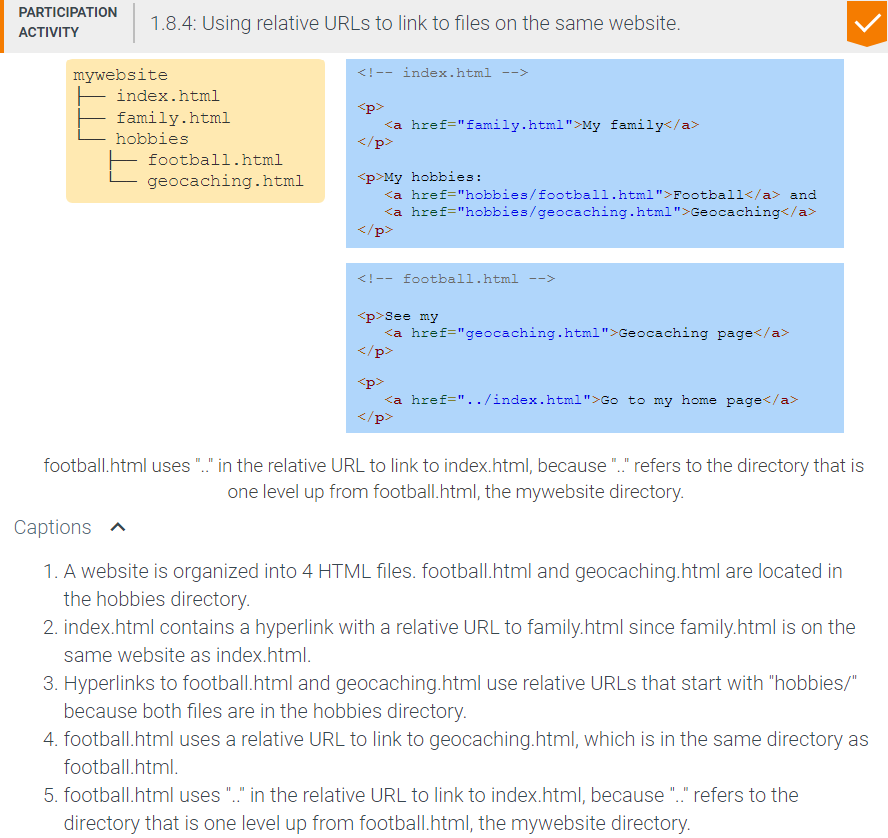 PARTICIPATION
ACTIVITY
1.8.4: Using relative URLs to link to files on the same website.
mywebsite
├── index.html
├── family.html
└── hobbies
    ├── football.html
    └── geocaching.html
<!-- index.html -->
<p>
   <a href="family.html">My family</a>
</p>
<p>My hobbies:
   <a href="hobbies/football.html">Football</a> and
   <a href="hobbies/geocaching.html">Geocaching</a>
</p>
<!-- football.html -->
<p>See my
   <a href="geocaching.html">Geocaching page</a>
</p>
<p>
   <a href="../index.html">Go to my home page</a>
</p>
football.html uses ".." in the relative URL to link to index.html, because ".." refers to the directory that is
one level up from football.html, the mywebsite directory.
Captions
1. A website is organized into 4 HTML files. football.html and geocaching.html are located in
the hobbies directory.
2. index.html contains a hyperlink with a relative URL to family.html since family.html is on the
same website as index.html.
3. Hyperlinks to football.html and geocaching.html use relative URLs that start with "hobbies/"
because both files are in the hobbies directory.
4. football.html uses a relative URL to link to geocaching.html, which is in the same directory as
football.html.
5. football.html uses ".." in the relative URL to link to index.html, because ".." refers to the
directory that is one level up from football.html, the mywebsite directory.